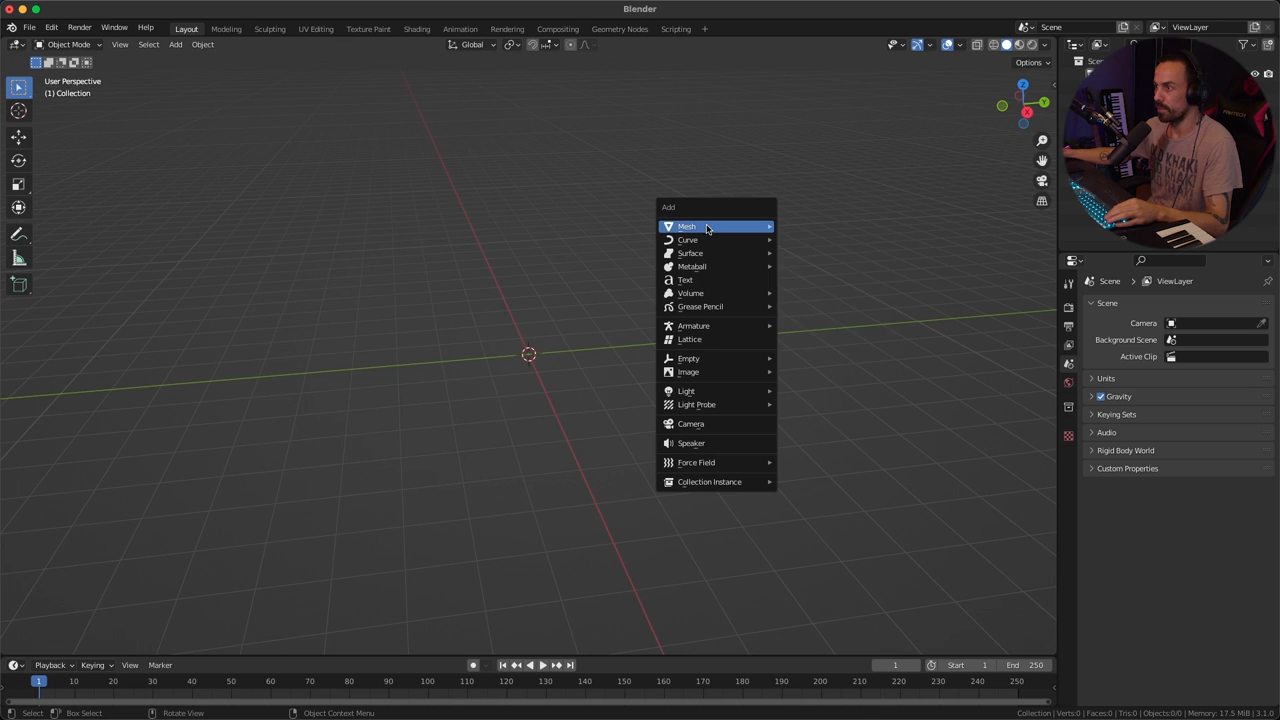 Blender
File Edit Render Window Help
Layout Modeling Sculpting UV Editing Texture Paint Shading Animation Rendering Compositing Geometry Nodes Scripting +
Scene
ViewLayer
Object Mode View Select Add Object
Global
Options
User Perspective
(1) Collection
Z
Y
X
Add
Mesh
Curve
Surface
Metaball
Text
Volume
Grease Pencil
Armature
Lattice
Empty
Image
Light
Light Probe
Camera
Speaker
Force Field
Collection Instance
Scene > ViewLayer
Scene
Camera
Background Scene
Active Clip
Units
Gravity
Keying Sets
Audio
Rigid Body World
Custom Properties
Playback Keying View Marker
1
Start 1
End 250
1 10 20 30 40 50 60 70 80 90 100 110 120 130 140 150 160 170 180 190 200 210 220 230 240 250
Select
Box Select
Rotate View
Object Context Menu
Collection | Verts:0 | Faces:0 | Tris:0 | Objects:0/0 | Memory: 17.5 MiB | 3.1.0